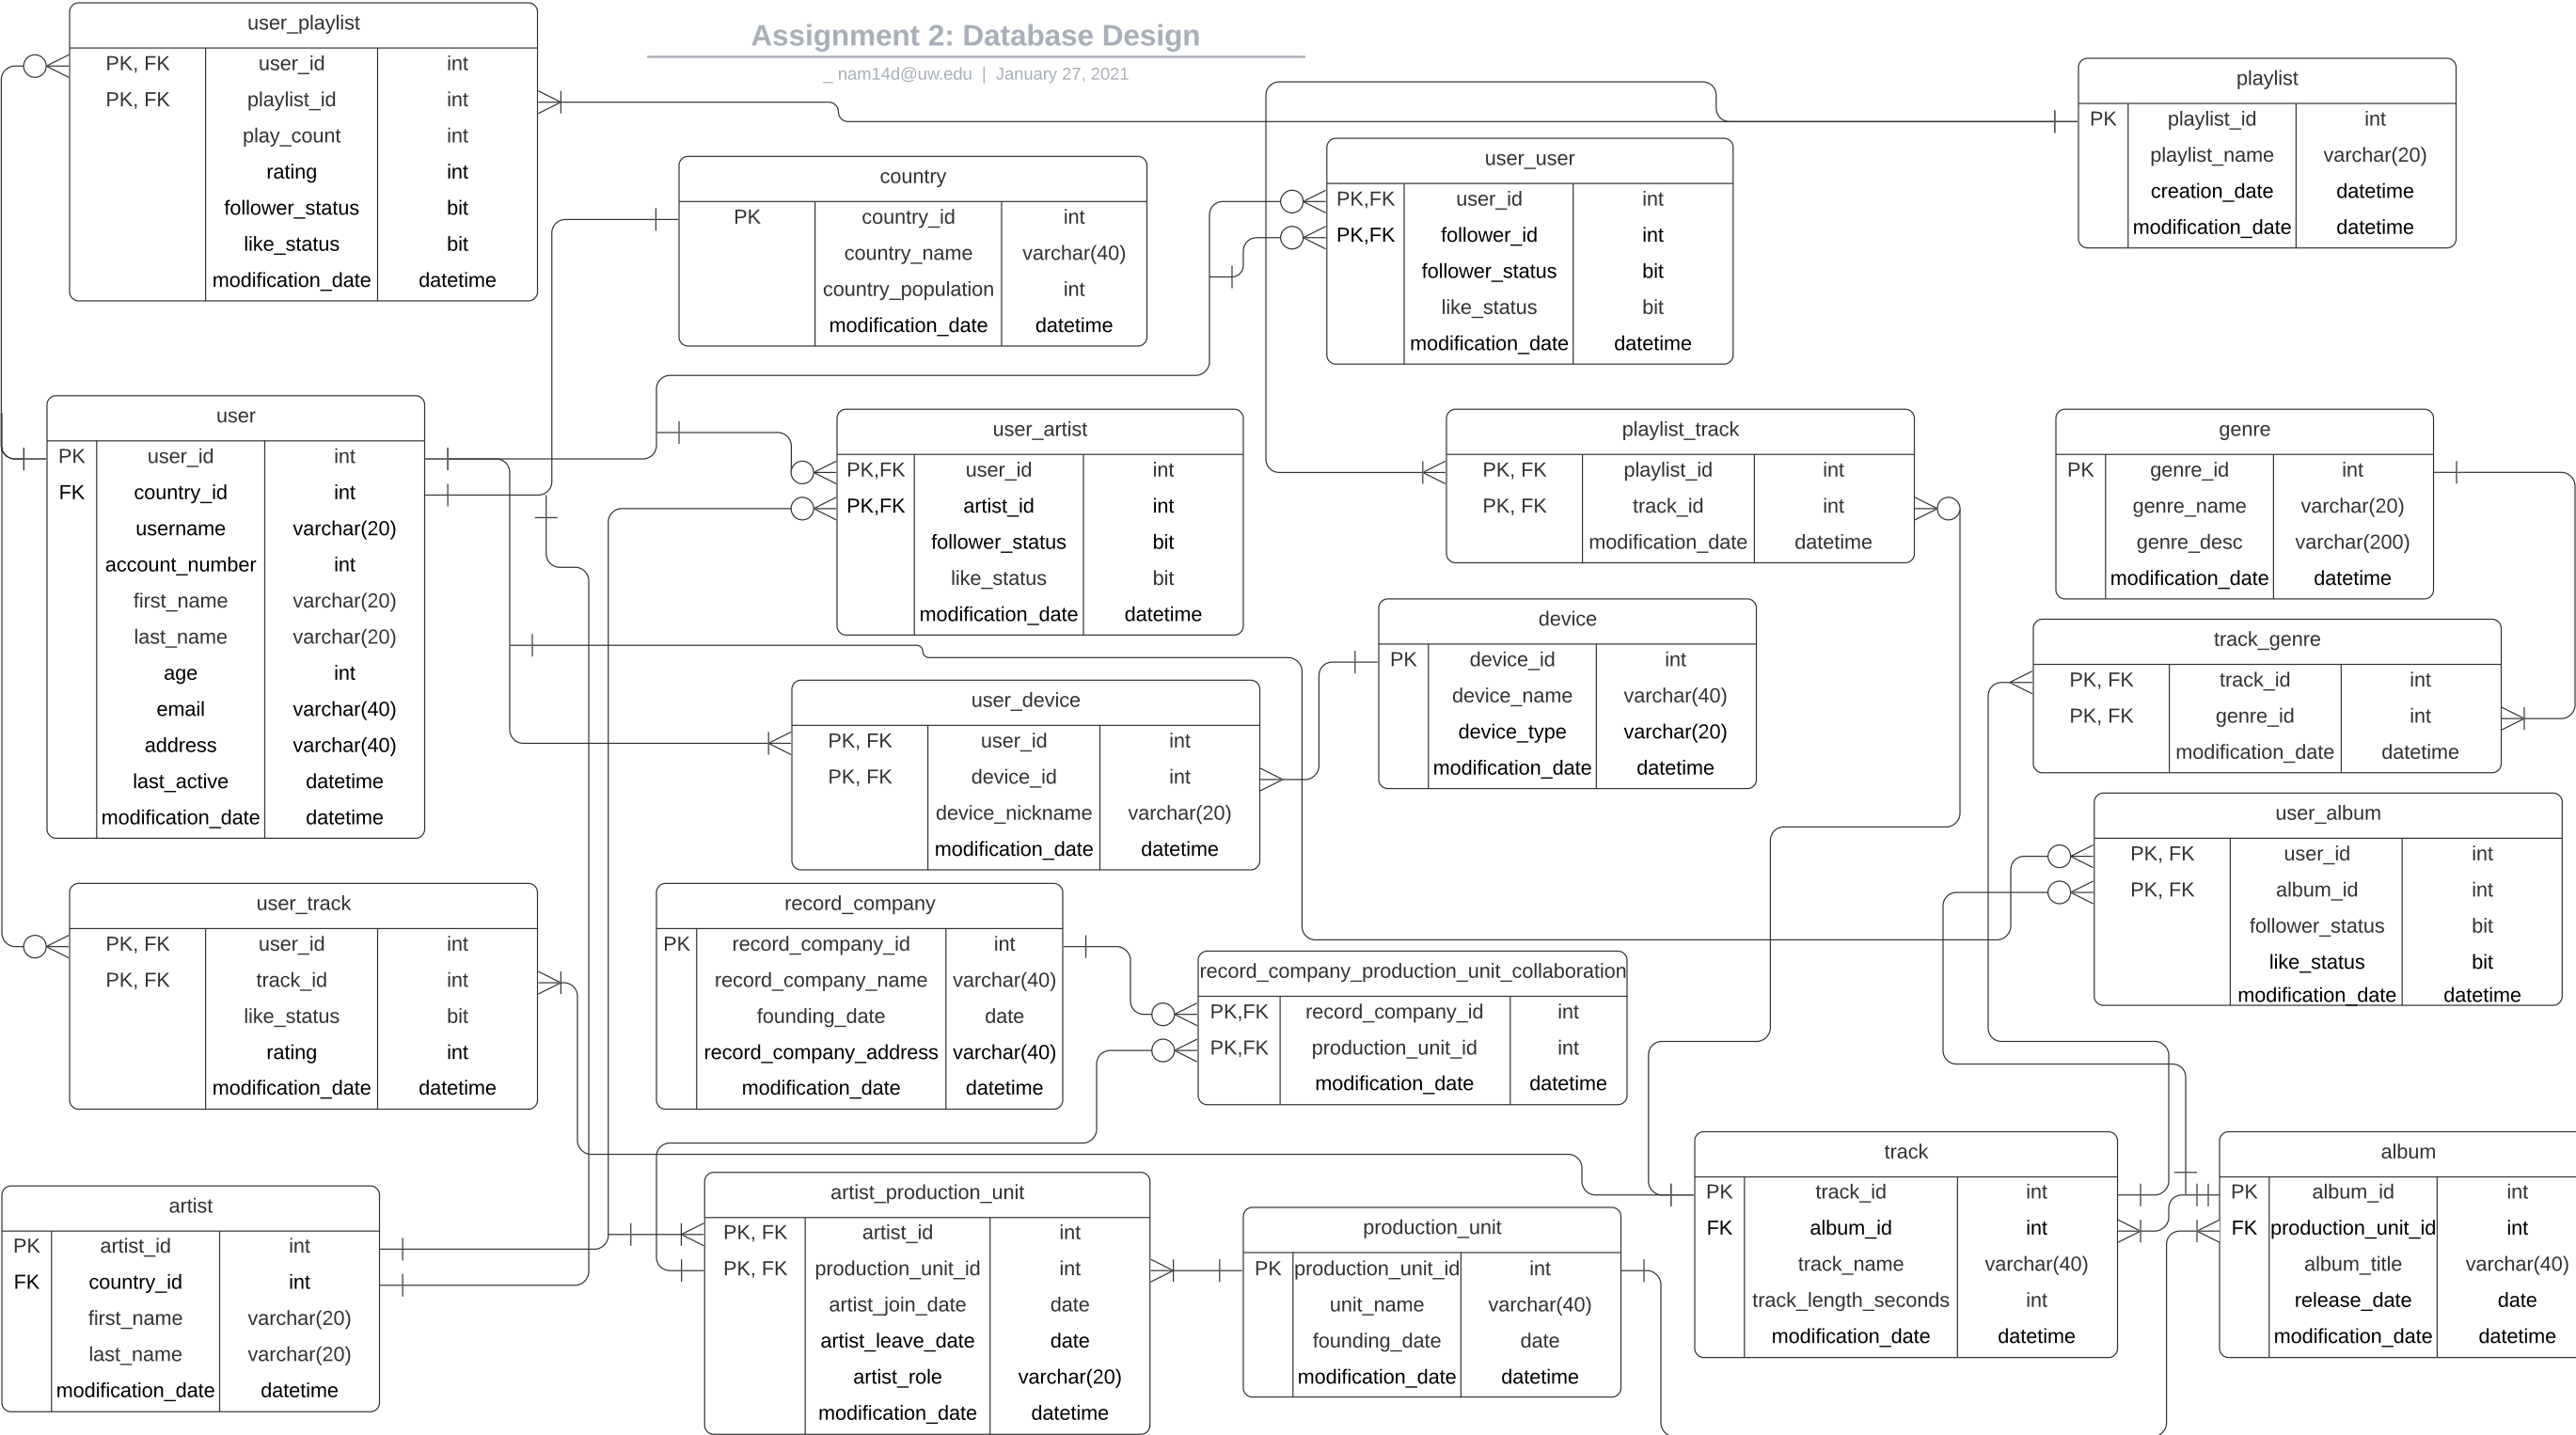 Assignment 2: Database Design
_ nam14d@uw.edu | January 27, 2021
user_playlist
PK, FK user_id int
PK, FK playlist_id int
play_count int
rating int
follower_status bit
like_status bit
modification_date datetime
country
PK country_id int
country_name varchar(40)
country_population int
modification_date datetime
user_user
PK,FK user_id int
PK,FK follower_id int
follower_status bit
like_status bit
modification_date datetime
playlist
PK playlist_id int
playlist_name varchar(20)
creation_date datetime
modification_date datetime
user
PK user_id int
FK country_id int
username varchar(20)
account_number int
first_name varchar(20)
last_name varchar(20)
age int
email varchar(40)
address varchar(40)
last_active datetime
modification_date datetime
user_artist
PK,FK user_id int
PK,FK artist_id int
follower_status bit
like_status bit
modification_date datetime
playlist_track
PK, FK playlist_id int
PK, FK track_id int
modification_date datetime
genre
PK genre_id int
genre_name varchar(20)
genre_desc varchar(200)
modification_date datetime
device
PK device_id int
device_name varchar(40)
device_type varchar(20)
modification_date datetime
track_genre
PK, FK track_id int
PK, FK genre_id int
modification_date datetime
user_device
PK, FK user_id int
PK, FK device_id int
device_nickname varchar(20)
modification_date datetime
user_album
PK, FK user_id int
PK, FK album_id int
follower_status bit
like_status bit
modification_date datetime
user_track
PK, FK user_id int
PK, FK track_id int
like_status bit
rating int
modification_date datetime
record_company
PK record_company_id int
record_company_name varchar(40)
founding_date date
record_company_address varchar(40)
modification_date datetime
record_company_production_unit_collaboration
PK,FK record_company_id int
PK,FK production_unit_id int
modification_date datetime
artist
PK artist_id int
FK country_id int
first_name varchar(20)
last_name varchar(20)
modification_date datetime
artist_production_unit
PK, FK artist_id int
PK, FK production_unit_id int
artist_join_date date
artist_leave_date date
artist_role varchar(20)
modification_date datetime
production_unit
PK production_unit_id int
unit_name varchar(40)
founding_date date
modification_date datetime
track
PK track_id int
FK album_id int
track_name varchar(40)
track_length_seconds int
modification_date datetime
album
PK album_id int
FK production_unit_id int
album_title varchar(40)
release_date date
modification_date datetime